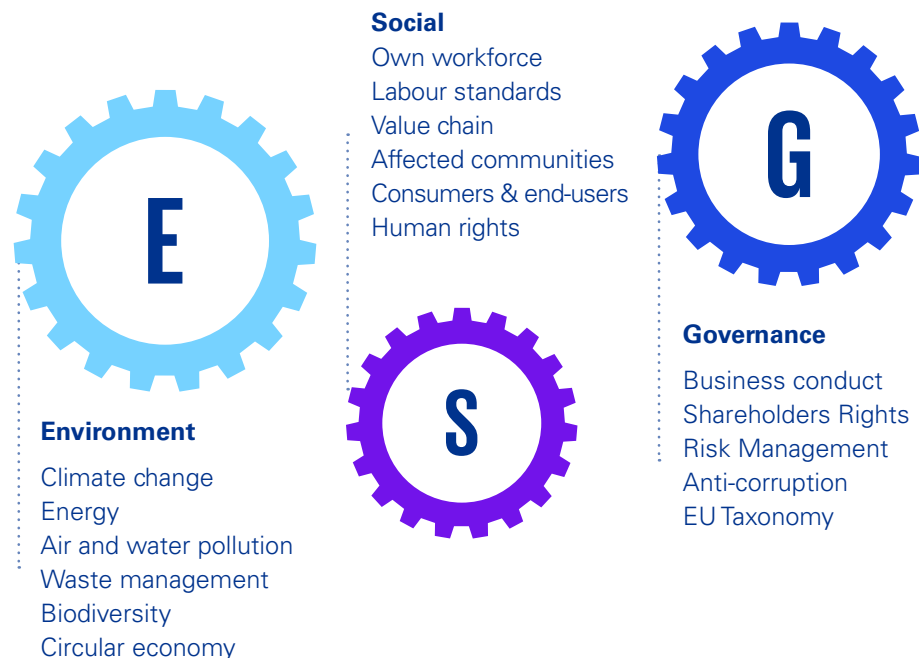 E
Environment
Climate change
Energy
Air and water pollution
Waste management
Biodiversity
Circular economy
Social
Own workforce
Labour standards
Value chain
Affected communities
Consumers & end-users
Human rights
S
G
Governance
Business conduct
Shareholders Rights
Risk Management
Anti-corruption
EU Taxonomy